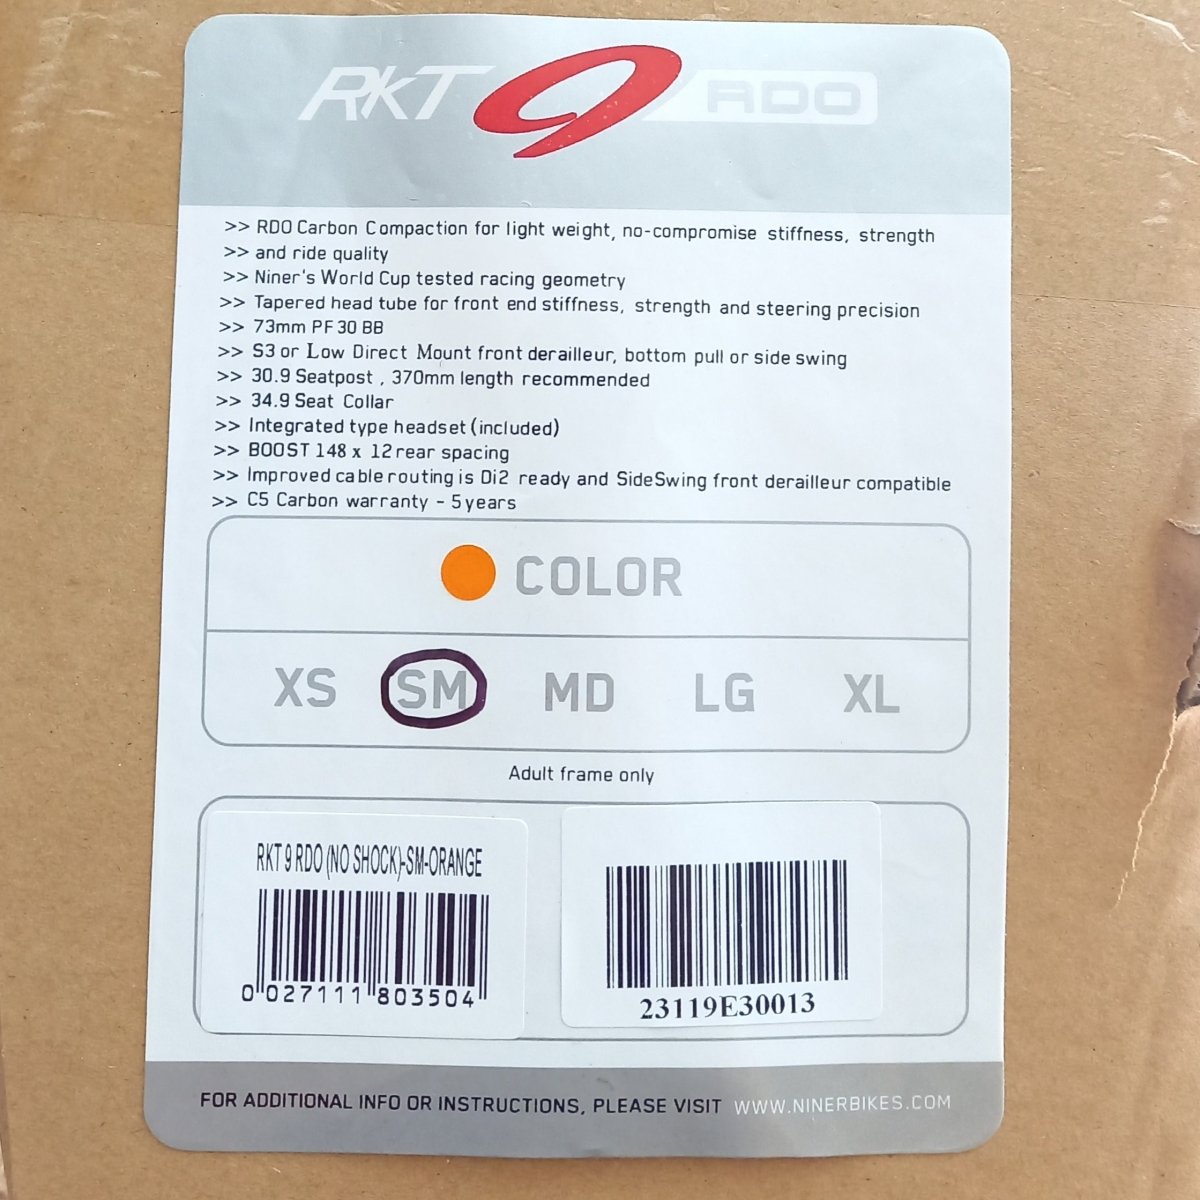 RKT 9 RDO
>> RDO Carbon Compaction for light weight, no-compromise stiffness, strength
>> and ride quality
>> Niner's World Cup tested racing geometry
>> Tapered head tube for front end stiffness, strength and steering precision
>> 73mm PF 30 BB
>> S3 or Low Direct Mount front derailleur, bottom pull or side swing
>> 30.9 Seatpost , 370mm length recommended
>> 34.9 Seat Collar
>> Integrated type headset (included)
>> BOOST 148 x 12 rear spacing
>> Improved cable routing is Di2 ready and SideSwing front derailleur compatible
>> C5 Carbon warranty - 5 years
COLOR
XS SM MD LG XL
Adult frame only
RKT 9 RDO (NO SHOCK)-SM-ORANGE
0 027111 803504
23119E30013
FOR ADDITIONAL INFO OR INSTRUCTIONS, PLEASE VISIT WWW.NINERBIKES.COM